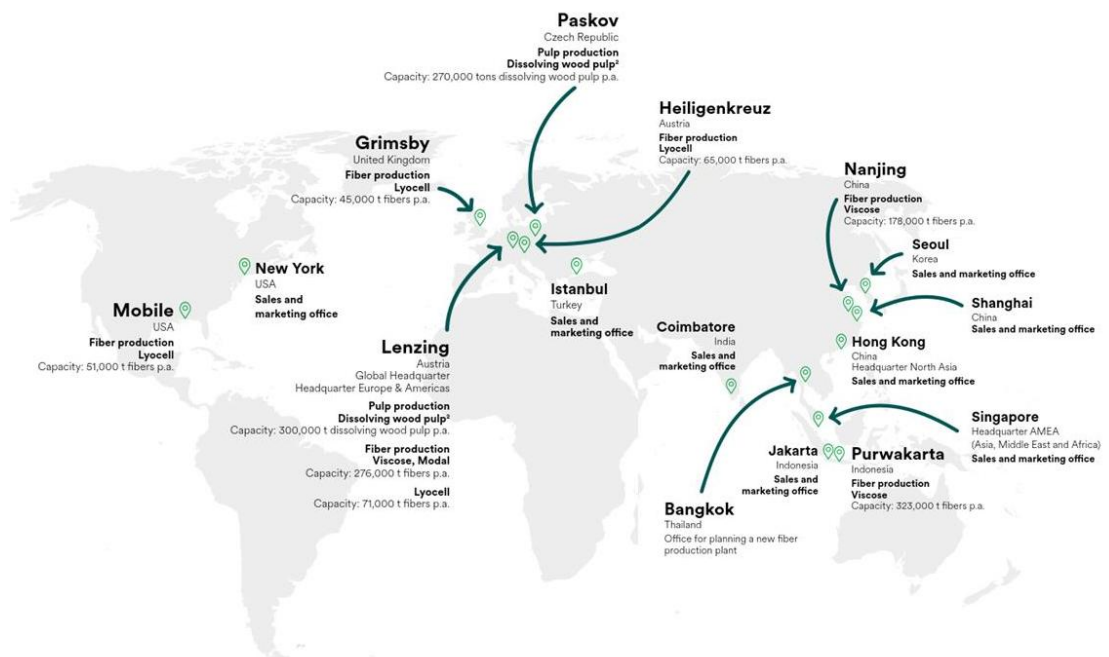 Paskov
Czech Republic
Pulp production
Dissolving wood pulp²
Capacity: 270,000 tons dissolving wood pulp p.a.
Heiligenkreuz
Austria
Fiber production
Lyocell
Capacity: 65,000 t fibers p.a.
Grimsby
United Kingdom
Fiber production
Lyocell
Capacity: 45,000 t fibers p.a.
Nanjing
China
Fiber production
Viscose
Capacity: 178,000 t fibers p.a.
Seoul
Korea
Sales and marketing office
New York
USA
Sales and
marketing office
Istanbul
Turkey
Sales and
marketing office
Shanghai
China
Sales and marketing office
Mobile
USA
Fiber production
Lyocell
Capacity: 51,000 t fibers p.a.
Coimbatore
India
Sales and
marketing office
Hong Kong
China
Headquarter North Asia
Sales and marketing office
Lenzing
Austria
Global Headquarter
Headquarter Europe & Americas
Pulp production
Dissolving wood pulp²
Capacity: 300,000 t dissolving wood pulp p.a.
Fiber production
Viscose, Modal
Capacity: 276,000 t fibers p.a.
Lyocell
Capacity: 71,000 t fibers p.a.
Singapore
Headquarter AMEA
(Asia, Middle East and Africa)
Sales and marketing office
Jakarta
Indonesia
Sales and
marketing office
Purwakarta
Indonesia
Fiber production
Viscose
Capacity: 323,000 t fibers p.a.
Bangkok
Thailand
Office for planning a new fiber
production plant